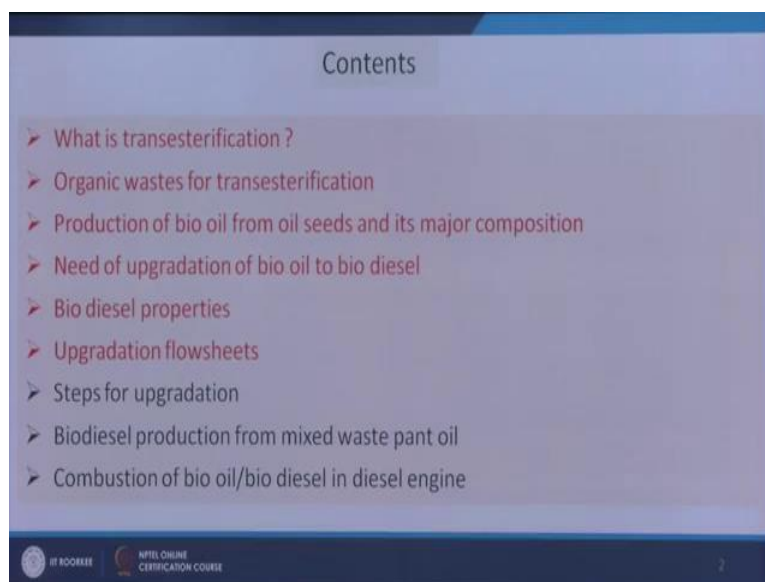 Contents
What is transesterification ?
Organic wastes for transesterification
Production of bio oil from oil seeds and its major composition
Need of upgradation of bio oil to bio diesel
Bio diesel properties
Upgradation flowsheets
Steps for upgradation
Biodiesel production from mixed waste pant oil
Combustion of bio oil/bio diesel in diesel engine
IIT ROORKEE
NPTEL ONLINE
CERTIFICATION COURSE
2